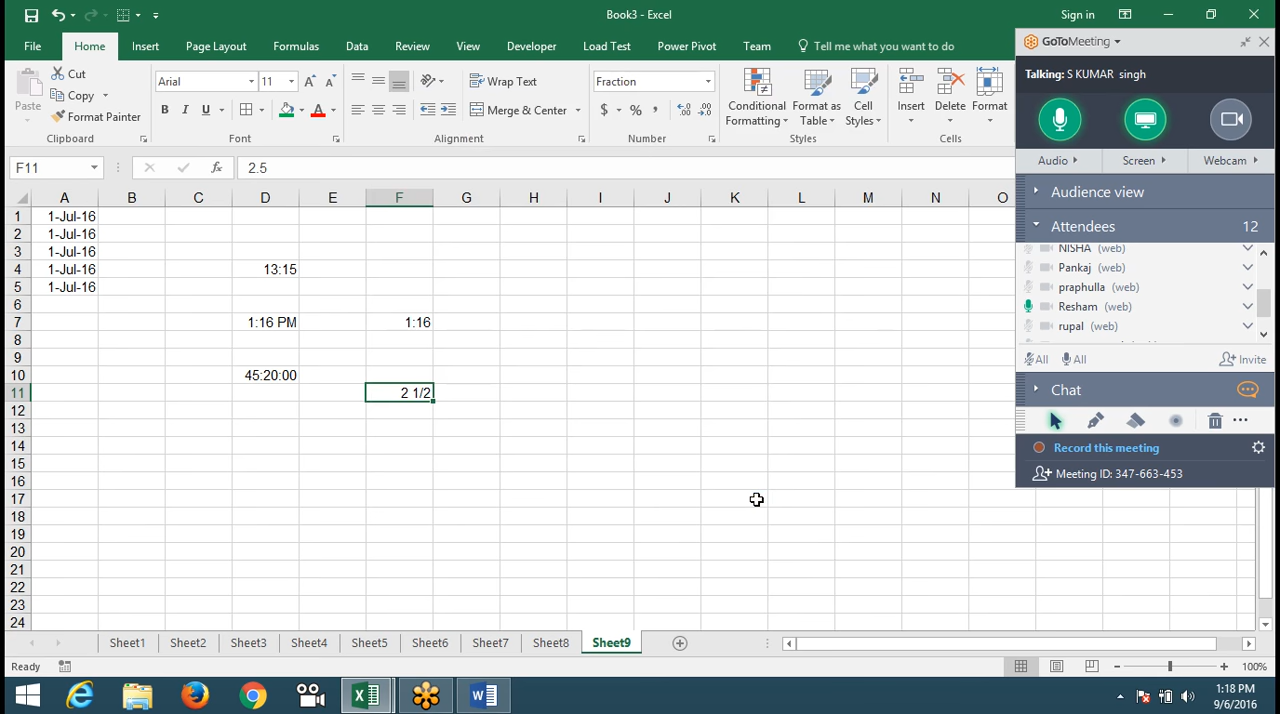 Book3 - Excel
Sign in
File Home Insert Page Layout Formulas Data Review View Developer Load Test Power Pivot Team Tell me what you want to do
Paste
Cut
Copy
Format Painter
Clipboard
Arial 11
B I U
Font
Wrap Text
Merge & Center
Alignment
Fraction
$ % ,
Number
Conditional Formatting
Format as Table
Cell Styles
Styles
Insert Delete Format
Cells
F11 fx 2.5
A B C D E F G H I J K L M N O
1 1-Jul-16
2 1-Jul-16
3 1-Jul-16
4 1-Jul-16 13:15
5 1-Jul-16
6
7 1:16 PM 1:16
8
9
10 45:20:00
11 2 1/2
12
13
14
15
16
17
18
19
20
21
22
23
24
Sheet1 Sheet2 Sheet3 Sheet4 Sheet5 Sheet6 Sheet7 Sheet8 Sheet9
Ready
100%
GoToMeeting
Talking: S KUMAR singh
Audio Screen Webcam
Audience view
Attendees 12
NISHA (web)
Pankaj (web)
praphulla (web)
Resham (web)
rupal (web)
All All Invite
Chat
Record this meeting
Meeting ID: 347-663-453
1:18 PM
9/6/2016